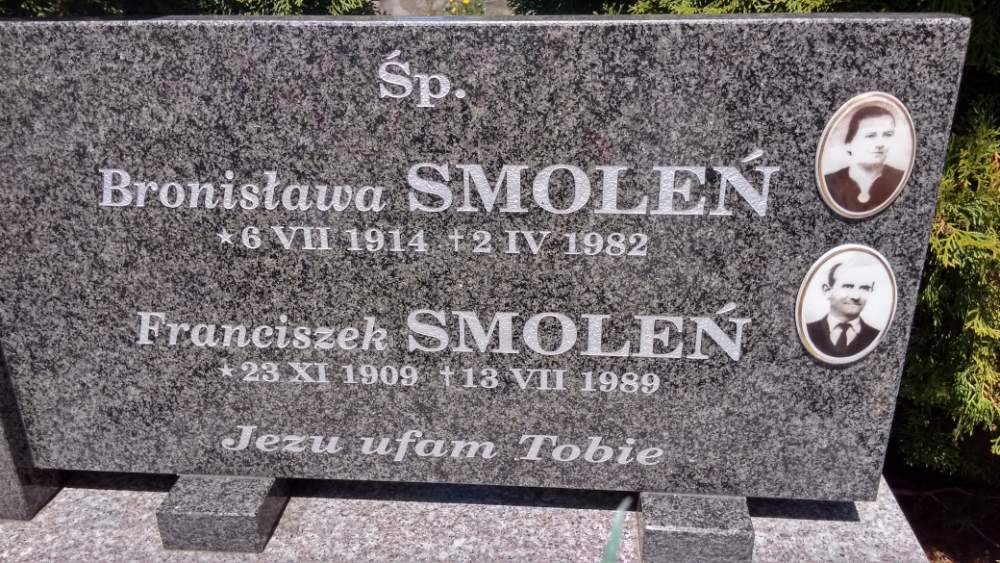 Śp.
Bronisława SMOLEŃ
★6 VII 1914 †2 IV 1982
Franciszek SMOLEŃ
★23 XI 1909 †13 VII 1989
Jezu ufam Tobie